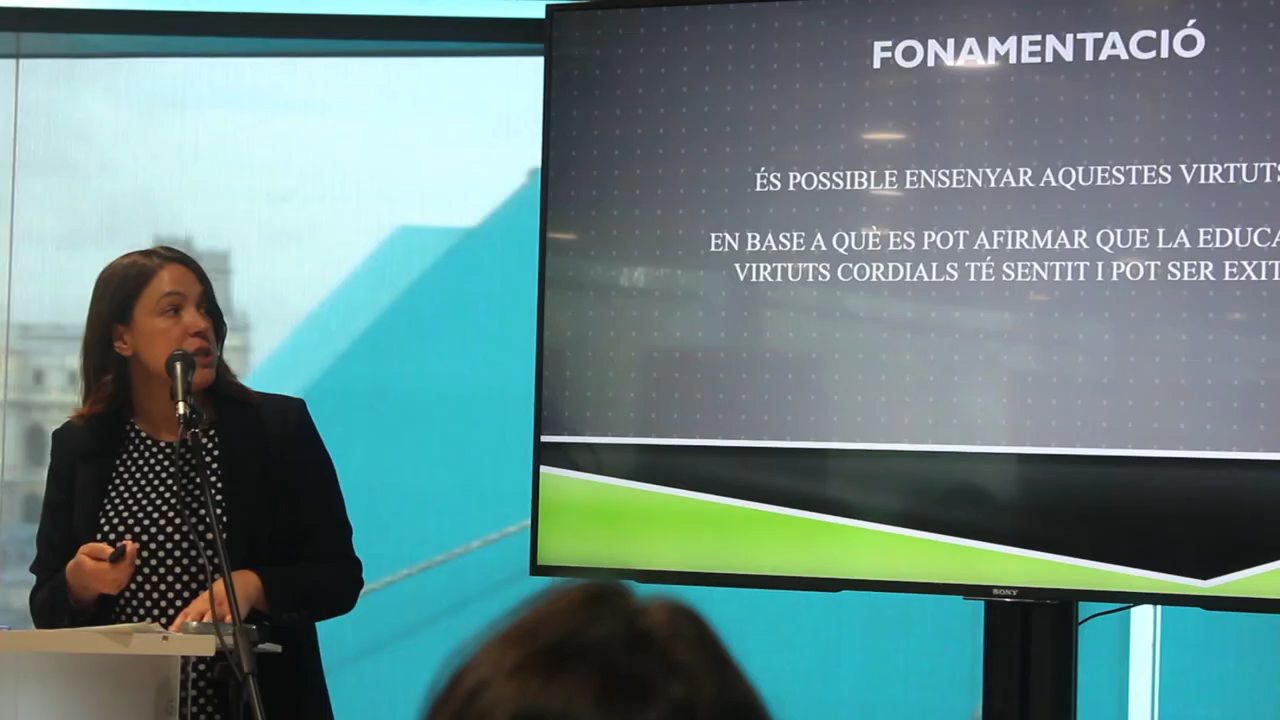 FONAMENTACIÓ
ÉS POSSIBLE ENSENYAR AQUESTES VIRTUTS
EN BASE A QUÈ ES POT AFIRMAR QUE LA EDUCA
VIRTUTS CORDIALS TÉ SENTIT I POT SER EXIT
SONY